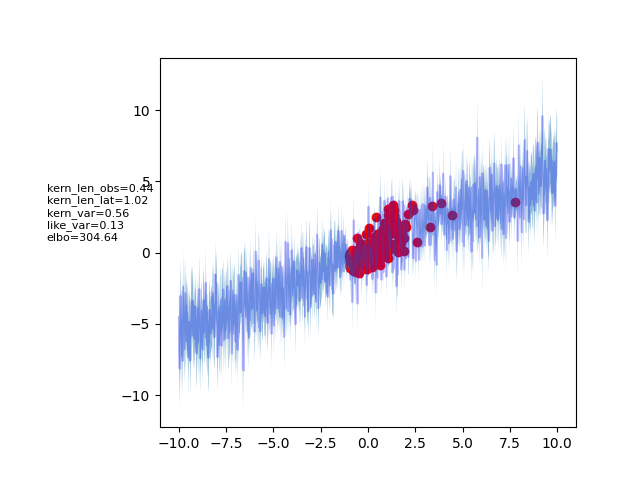 10
5
0
−5
−10
kern_len_obs=0.44
kern_len_lat=1.02
kern_var=0.56
like_var=0.13
elbo=304.64
−10.0 −7.5 −5.0 −2.5 0.0 2.5 5.0 7.5 10.0